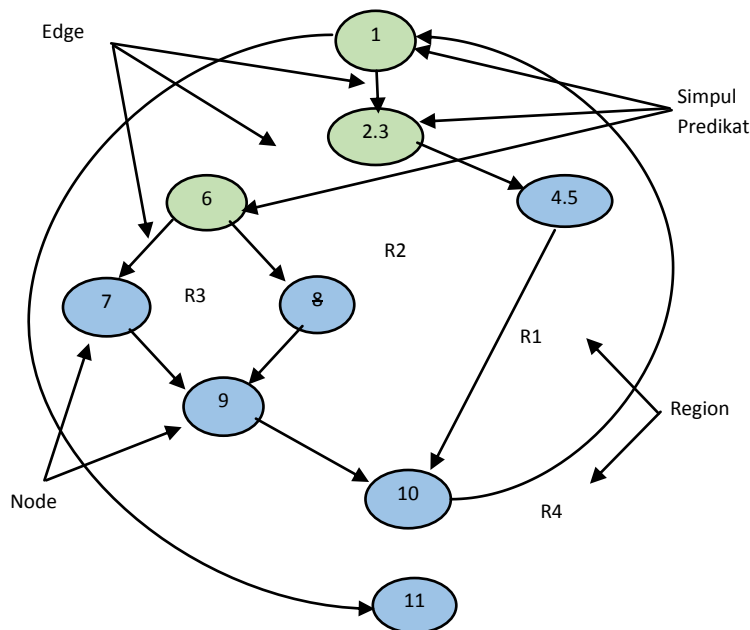 Edge
1
Simpul
Predikat
2.3
6
4.5
R2
R3
7
8
R1
9
Region
Node
10
R4
11